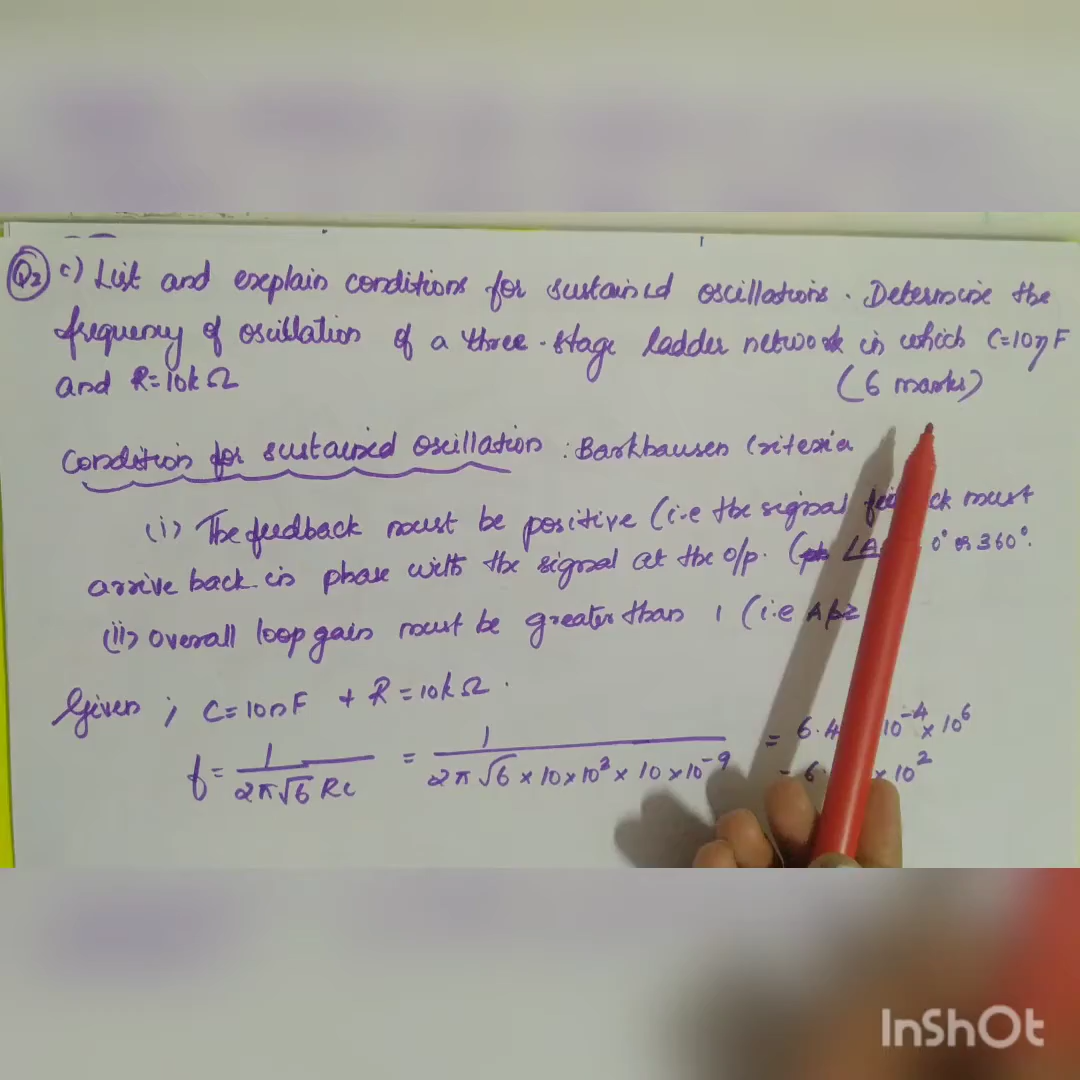 Q2 c) List and explain conditions for sustained oscillations. Determine the
frequency of oscillation of a three-stage ladder network in which C=10ηF
and R=10kΩ
(6 marks)
Condition for sustained oscillation : Barkhausen Criteria
(i) The feedback must be positive (i.e the signal must
arrive back in phase with the signal at the o/p. ( ∠A 0° or 360°.
(ii) Overall loop gain must be greater than 1 (i.e
Given ; C=10nF + R=10kΩ.
f = 1 / 2π√6 RC = 1 / 2π√6 × 10×10³ × 10×10⁻⁹ = 6.4 10⁻⁴ × 10⁶
= 6. × 10²
InShOt